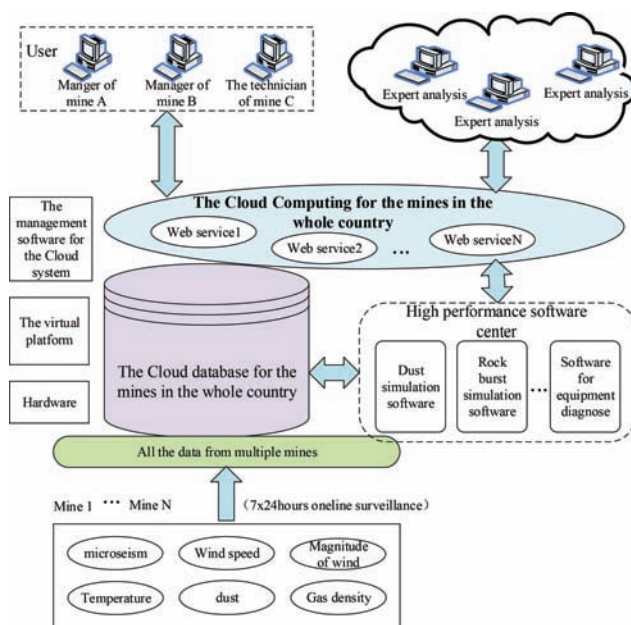 User
Manger of
mine A
Manager of
mine B
The technician
of mine C
Expert analysis
Expert analysis
Expert analysis
The Cloud Computing for the mines in the
whole country
Web service1
Web service2
...
Web serviceN
The
management
software for
the Cloud
system
The virtual
platform
Hardware
The Cloud database for the
mines in the whole country
High performance software
center
Dust
simulation
software
Rock
burst
simulation
software
...
Software
for
equipment
diagnose
All the data from multiple mines
Mine 1 ... Mine N
(7x24hours oneline surveillance)
microseism
Wind speed
Magnitude
of wind
Temperature
dust
Gas density